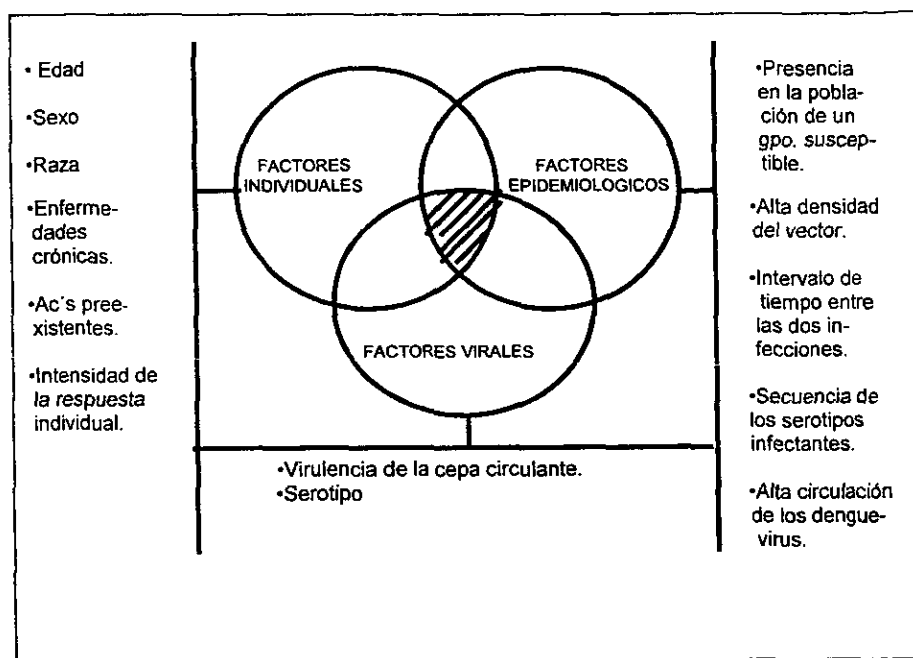 • Edad
•Sexo
•Raza
•Enferme-
dades
crónicas.
•Ac's pre-
existentes.
•Intensidad de
la respuesta
individual.
FACTORES
INDIVIDUALES
FACTORES
EPIDEMIOLOGICOS
FACTORES VIRALES
•Virulencia de la cepa circulante.
•Serotipo
•Presencia
en la pobla-
ción de un
gpo. suscep-
tible.
•Alta densidad
del vector.
•Intervalo de
tiempo entre
las dos in-
fecciones.
•Secuencia de
los serotipos
infectantes.
•Alta circulación
de los dengue-
virus.